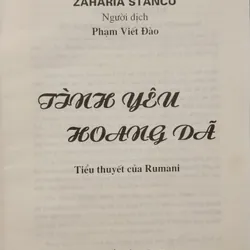 ZAHARIA STANCU
Người dịch
Phạm Viết Đào
TÌNH YÊU
HOANG DÃ
Tiểu thuyết của Rumani